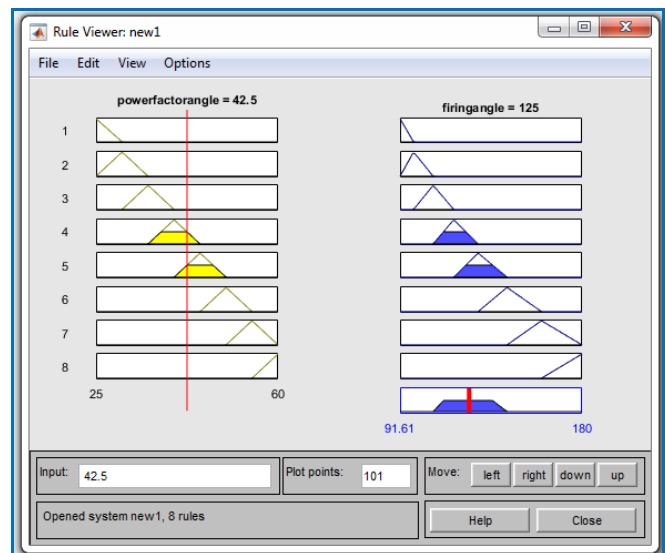 Rule Viewer: new1
File Edit View Options
powerfactorangle = 42.5
firingangle = 125
1
2
3
4
5
6
7
8
25 60
91.61 180
Input: 42.5 Plot points: 101 Move: left right down up
Opened system new1, 8 rules Help Close